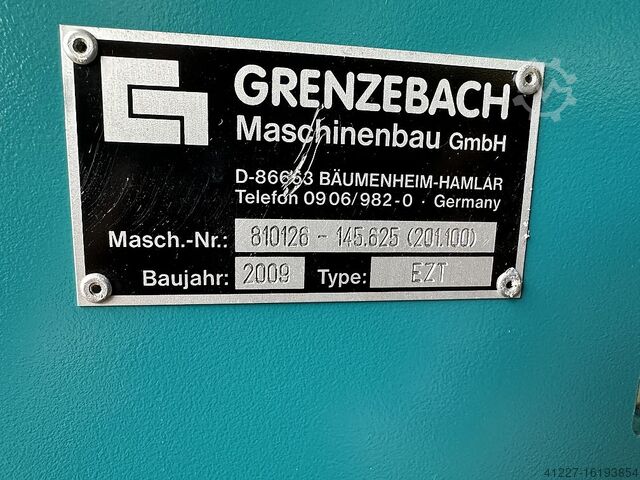 GRENZEBACH
Maschinenbau GmbH
D-86663 BÄUMENHEIM-HAMLAR
Telefon 0906/982-0 · Germany
Masch.-Nr.: 810126 - 145.625 (201.100)
Baujahr: 2009 Type: EZT
41227-16193854